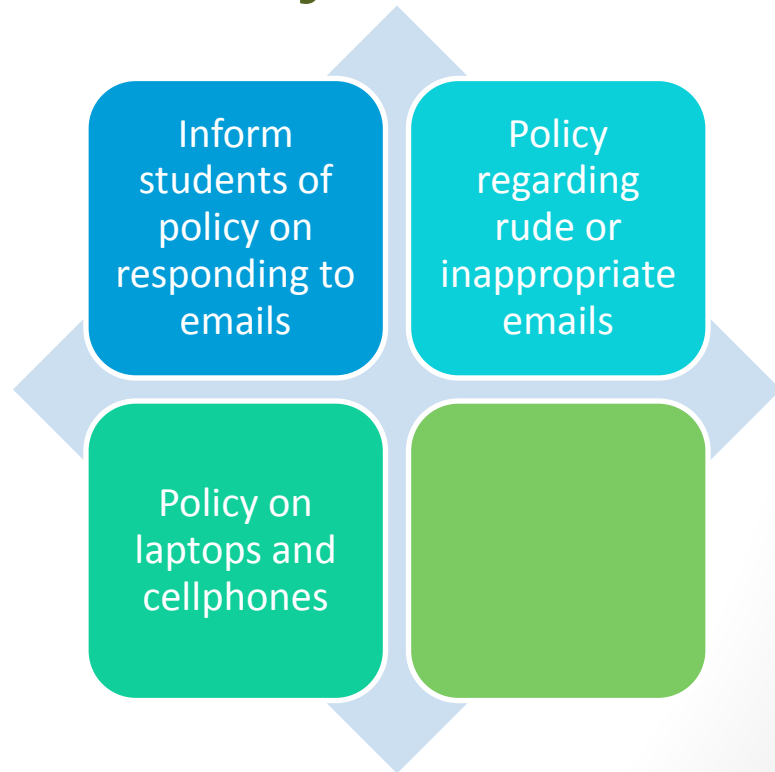 Inform
students of
policy on
responding to
emails
Policy
regarding
rude or
inappropriate
emails
Policy on
laptops and
cellphones